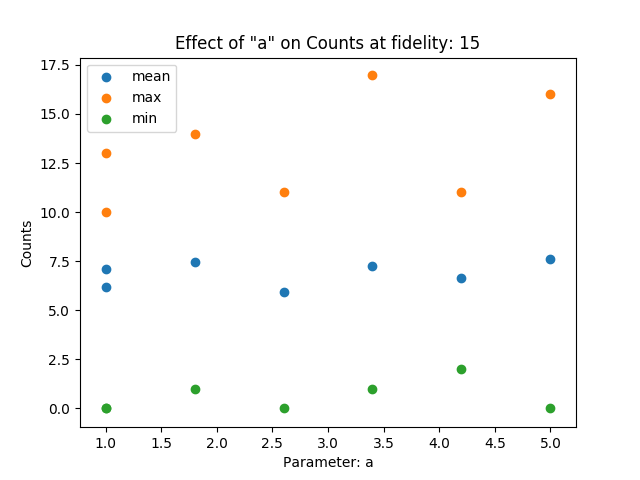 Effect of "a" on Counts at fidelity: 15
mean
max
min
Counts
17.5
15.0
12.5
10.0
7.5
5.0
2.5
0.0
1.0 1.5 2.0 2.5 3.0 3.5 4.0 4.5 5.0
Parameter: a